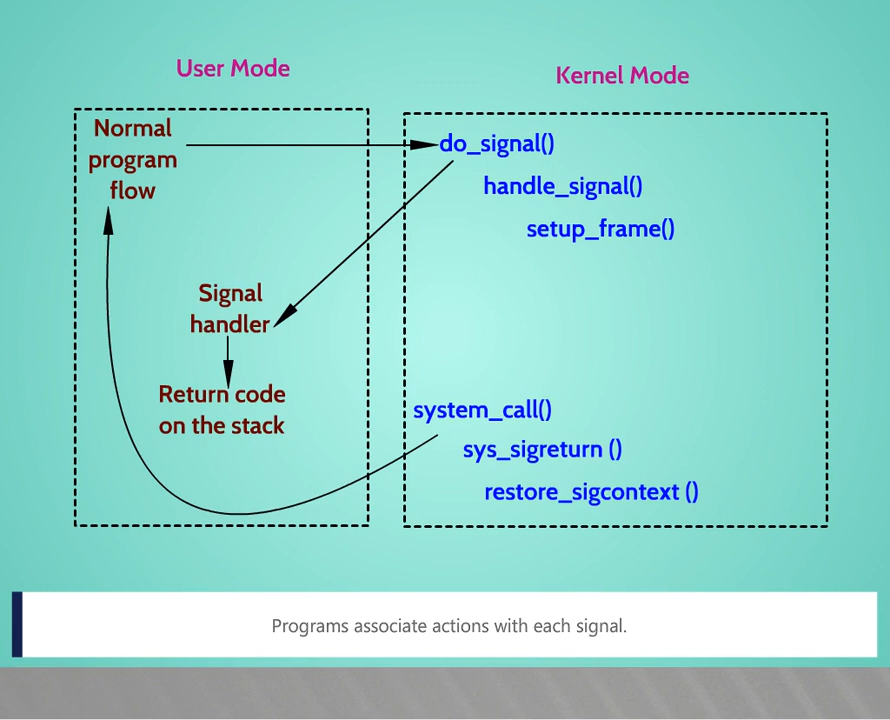 User Mode
Kernel Mode
Normal
program
flow
do_signal()
handle_signal()
setup_frame()
Signal
handler
Return code
on the stack
system_call()
sys_sigreturn ()
restore_sigcontext ()
Programs associate actions with each signal.